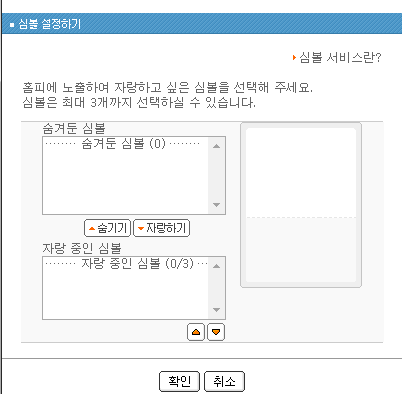 심볼 설정하기
심볼 서비스란?
홈피에 노출하여 자랑하고 싶은 심볼을 선택해 주세요.
심볼은 최대 3개까지 선택하실 수 있습니다.
숨겨둔 심볼
········ 숨겨둔 심볼 (0) ········
숨기기 자랑하기
자랑 중인 심볼
········ 자랑 중인 심볼 (0/3) ···
확인 취소